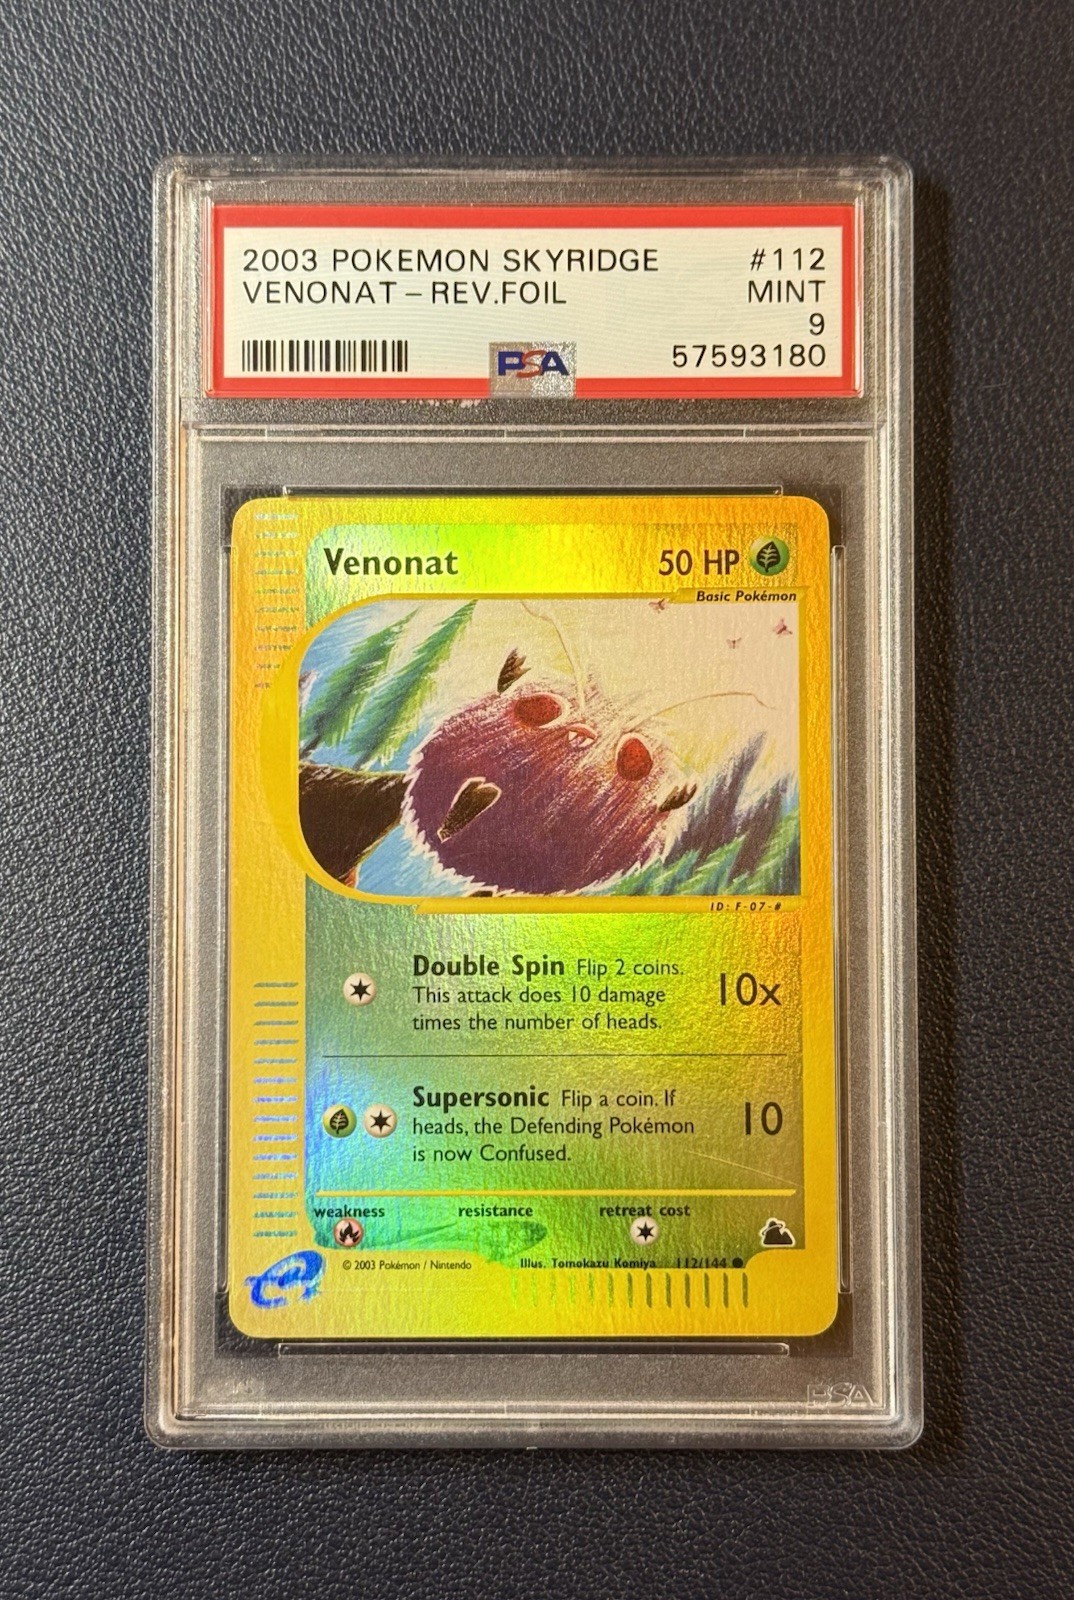 2003 POKEMON SKYRIDGE #112
VENONAT - REV.FOIL MINT
9
PSA 57593180
Venonat 50 HP
Basic Pokémon
ID: F-07-#
Double Spin Flip 2 coins.
This attack does 10 damage
times the number of heads.
10x
Supersonic Flip a coin. If
heads, the Defending Pokémon
is now Confused.
10
weakness resistance retreat cost
e
© 2003 Pokémon / Nintendo Illus. Tomokazu Komiya 112/144
PSA